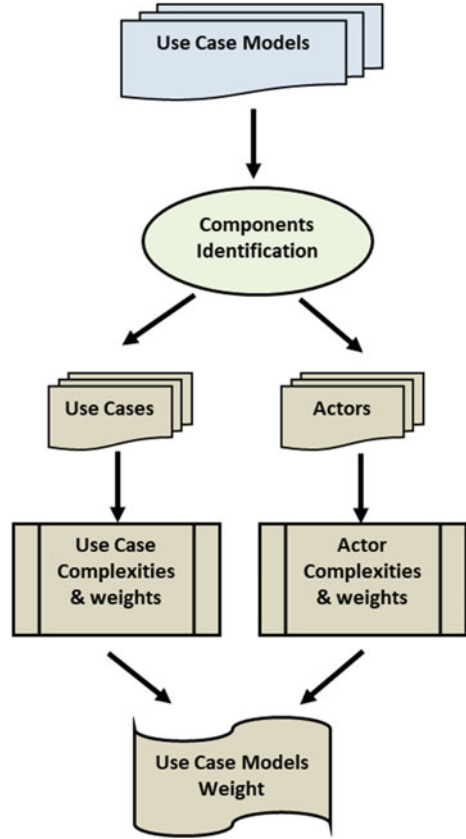 Use Case Models
Components
Identification
Use Cases
Actors
Use Case
Complexities
& weights
Actor
Complexities
& weights
Use Case Models
Weight